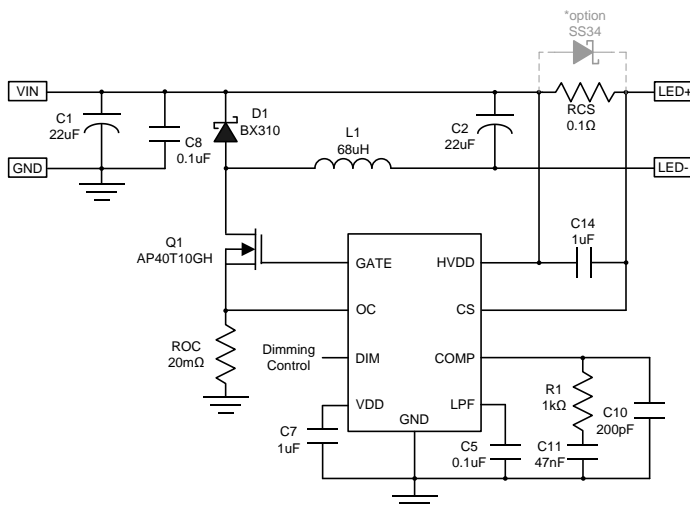 *option
SS34
VIN
LED+
C1
22uF
C8
0.1uF
D1
BX310
L1
68uH
C2
22uF
RCS
0.1Ω
GND
LED-
Q1
AP40T10GH
C14
1uF
GATE
HVDD
OC
CS
ROC
20mΩ
Dimming
Control
DIM
COMP
VDD
LPF
GND
R1
1kΩ
C10
200pF
C7
1uF
C5
0.1uF
C11
47nF